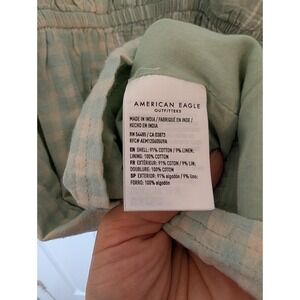 AMERICAN EAGLE
OUTFITTERS
MADE IN INDIA / FABRIQUÉ EN INDE /
HECHO EN INDIA
RN 54485 / CA 03873
EN SHELL: 91% COTTON / 9% LINEN;
LINING: 100% COTTON
FR EXTÉRIEUR: 91% COTON / 9% LIN;
DOUBLURE: 100% COTON
SP EXTERIOR: 91% algodón / 9% lino;
FORRO: 100% algodón